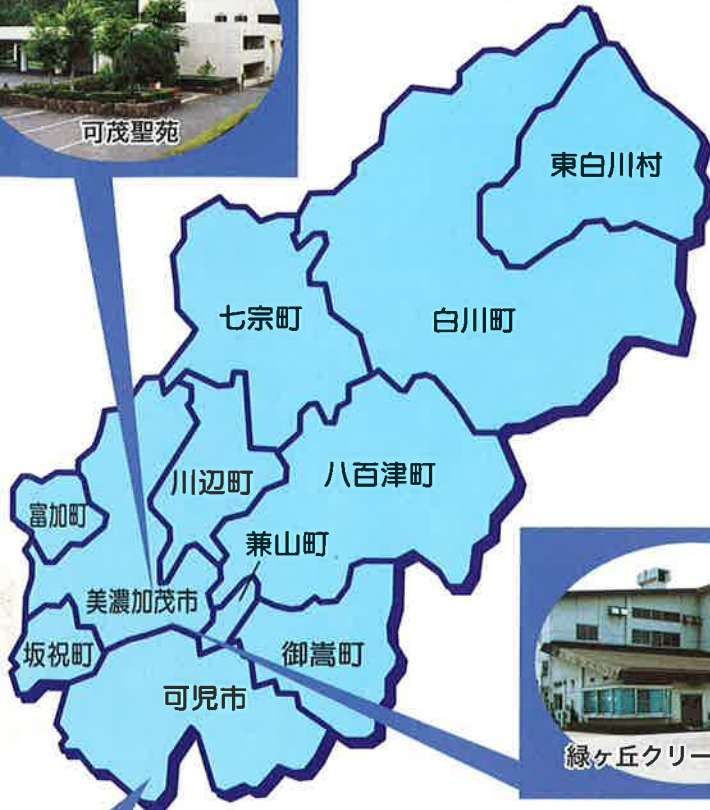 可茂聖苑
東白川村
七宗町
白川町
川辺町
八百津町
富加町
兼山町
美濃加茂市
坂祝町
御嵩町
可児市
緑ヶ丘クリー